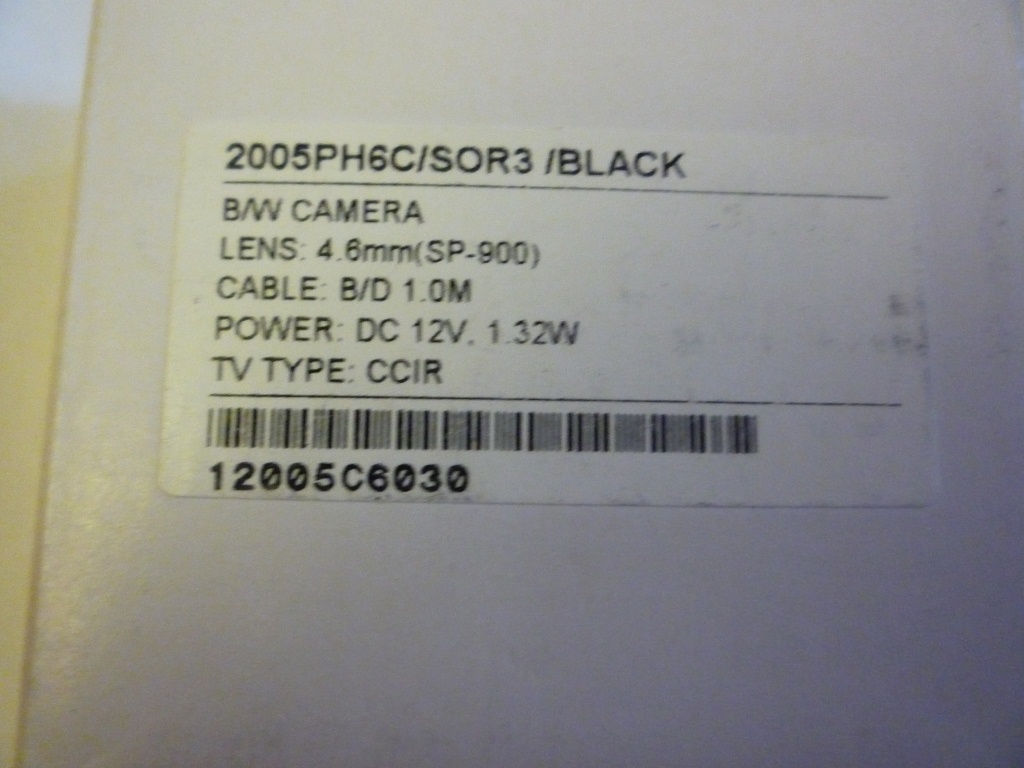 2005PH6C/SOR3 /BLACK
B/W CAMERA
LENS: 4.6mm(SP-900)
CABLE: B/D 1.0M
POWER: DC 12V, 1.32W
TV TYPE: CCIR
12005C6030